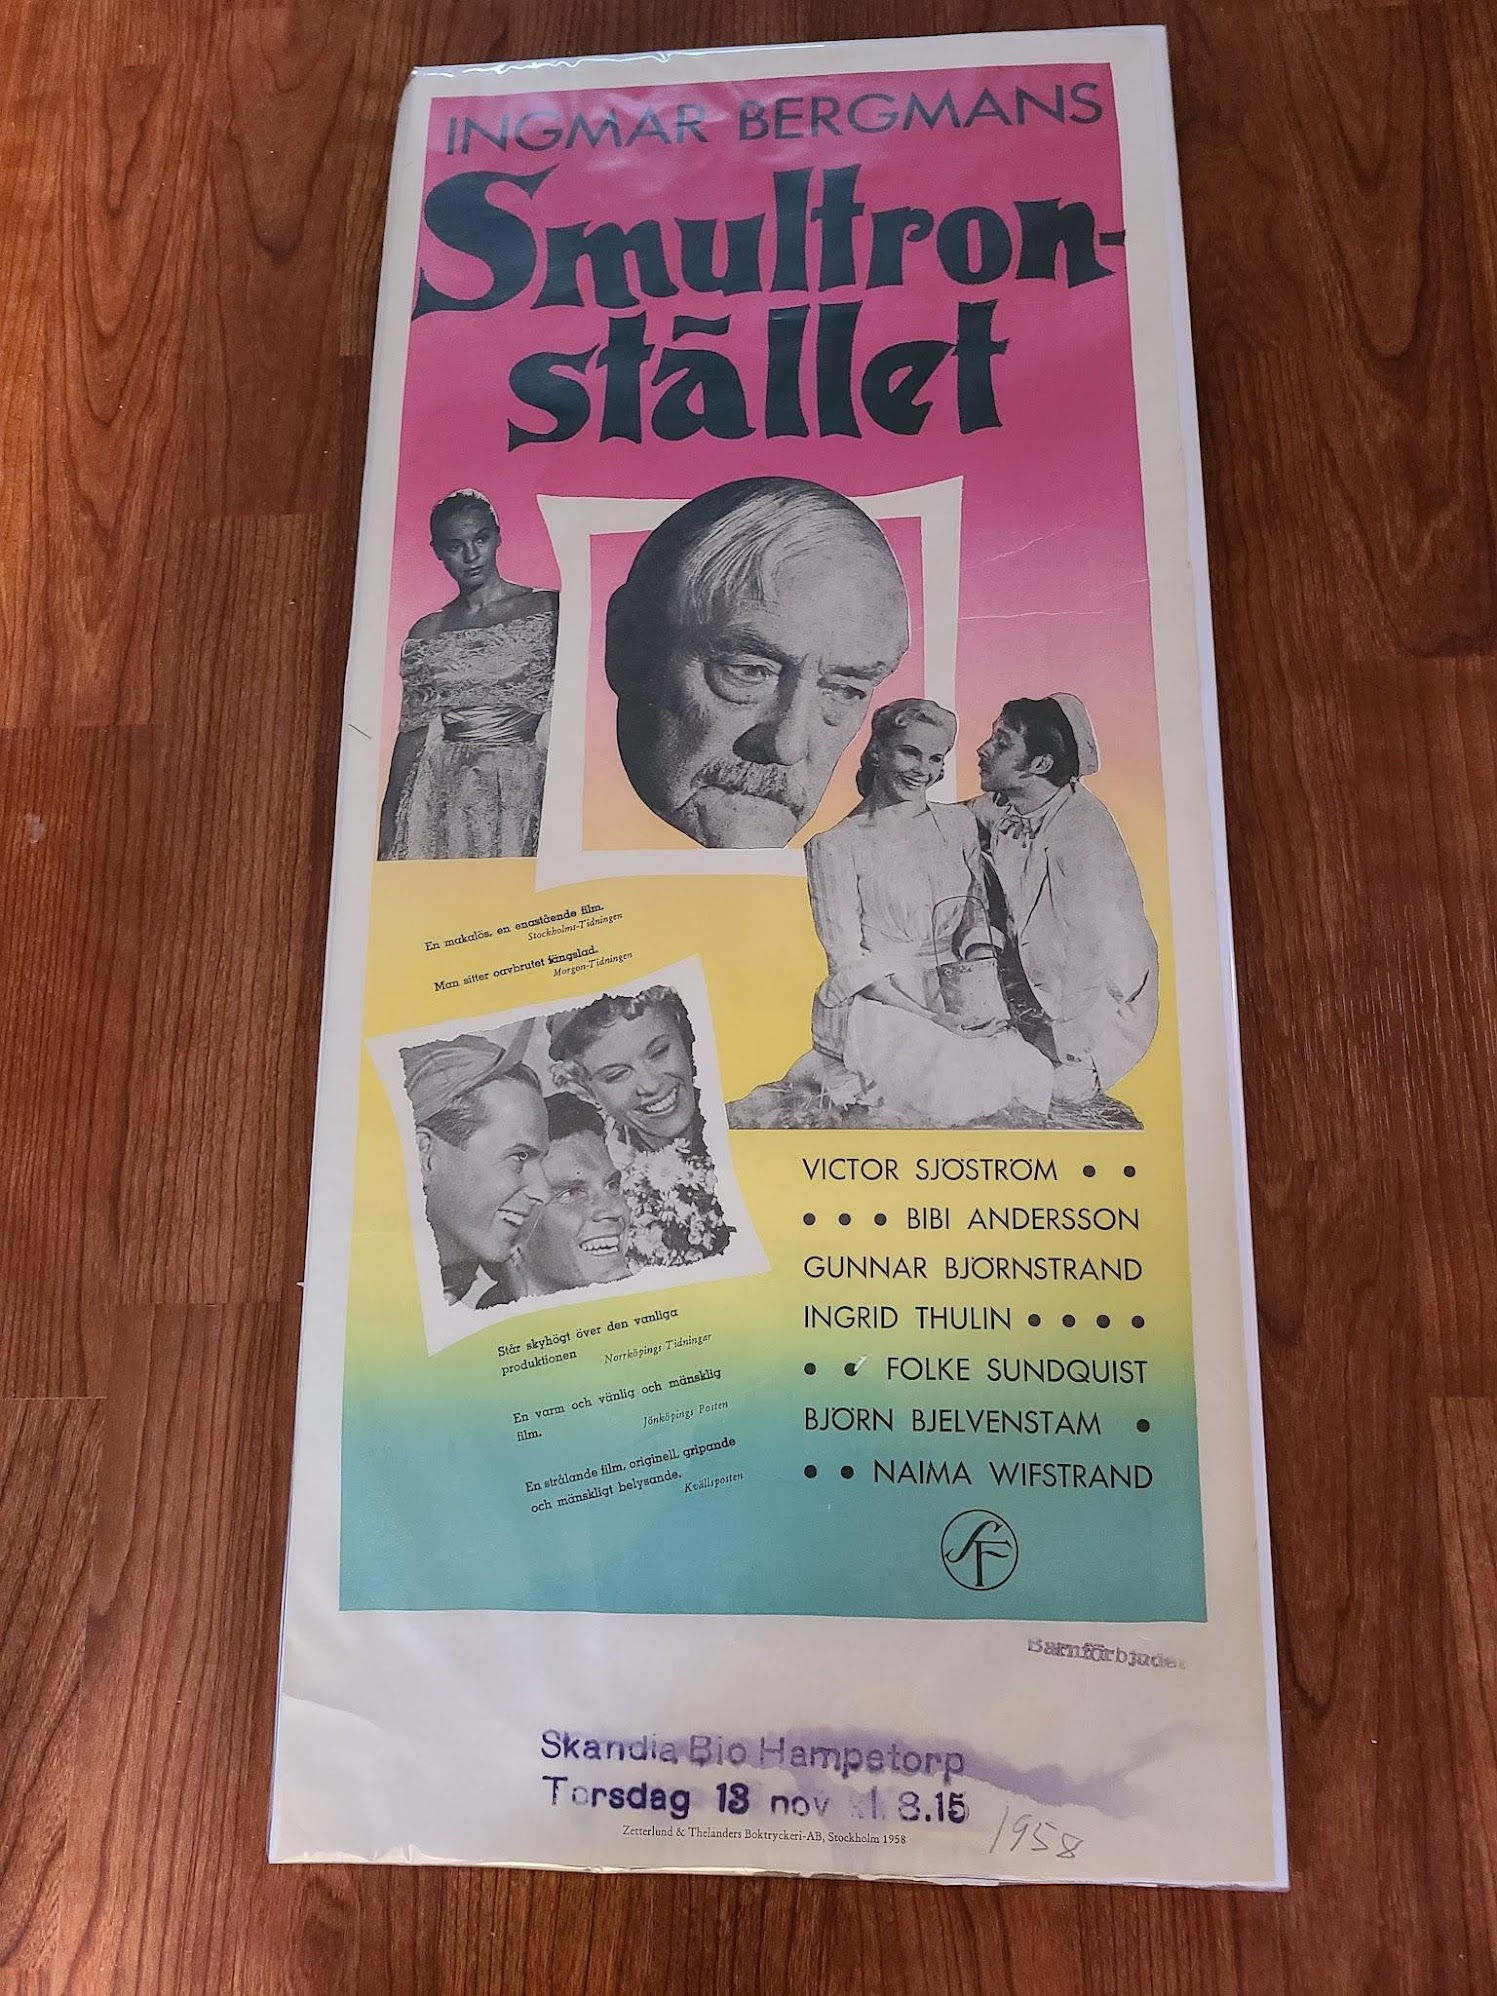 INGMAR BERGMANS
Smultron-
stället
En makalös, en enastående film.
Stockholms-Tidningen
Man sitter oavbrutet fängslad.
Morgon-Tidningen
Står skyhögt över den vanliga
produktionen
Norrköpings Tidningar
En varm och vänlig och mänsklig
film.
Jönköpings Posten
En strålande film, originell, gripande
och mänskligt belysande.
Kvällsposten
VICTOR SJÖSTRÖM • •
• • • BIBI ANDERSSON
GUNNAR BJÖRNSTRAND
INGRID THULIN • • • •
• • FOLKE SUNDQUIST
BJÖRN BJELVENSTAM •
• • NAIMA WIFSTRAND
SF
Barnförbjudet
Skandia Bio Hampetorp
Torsdag 13 nov kl. 8.15
Zetterlund & Thelanders Boktryckeri-AB, Stockholm 1958
1958